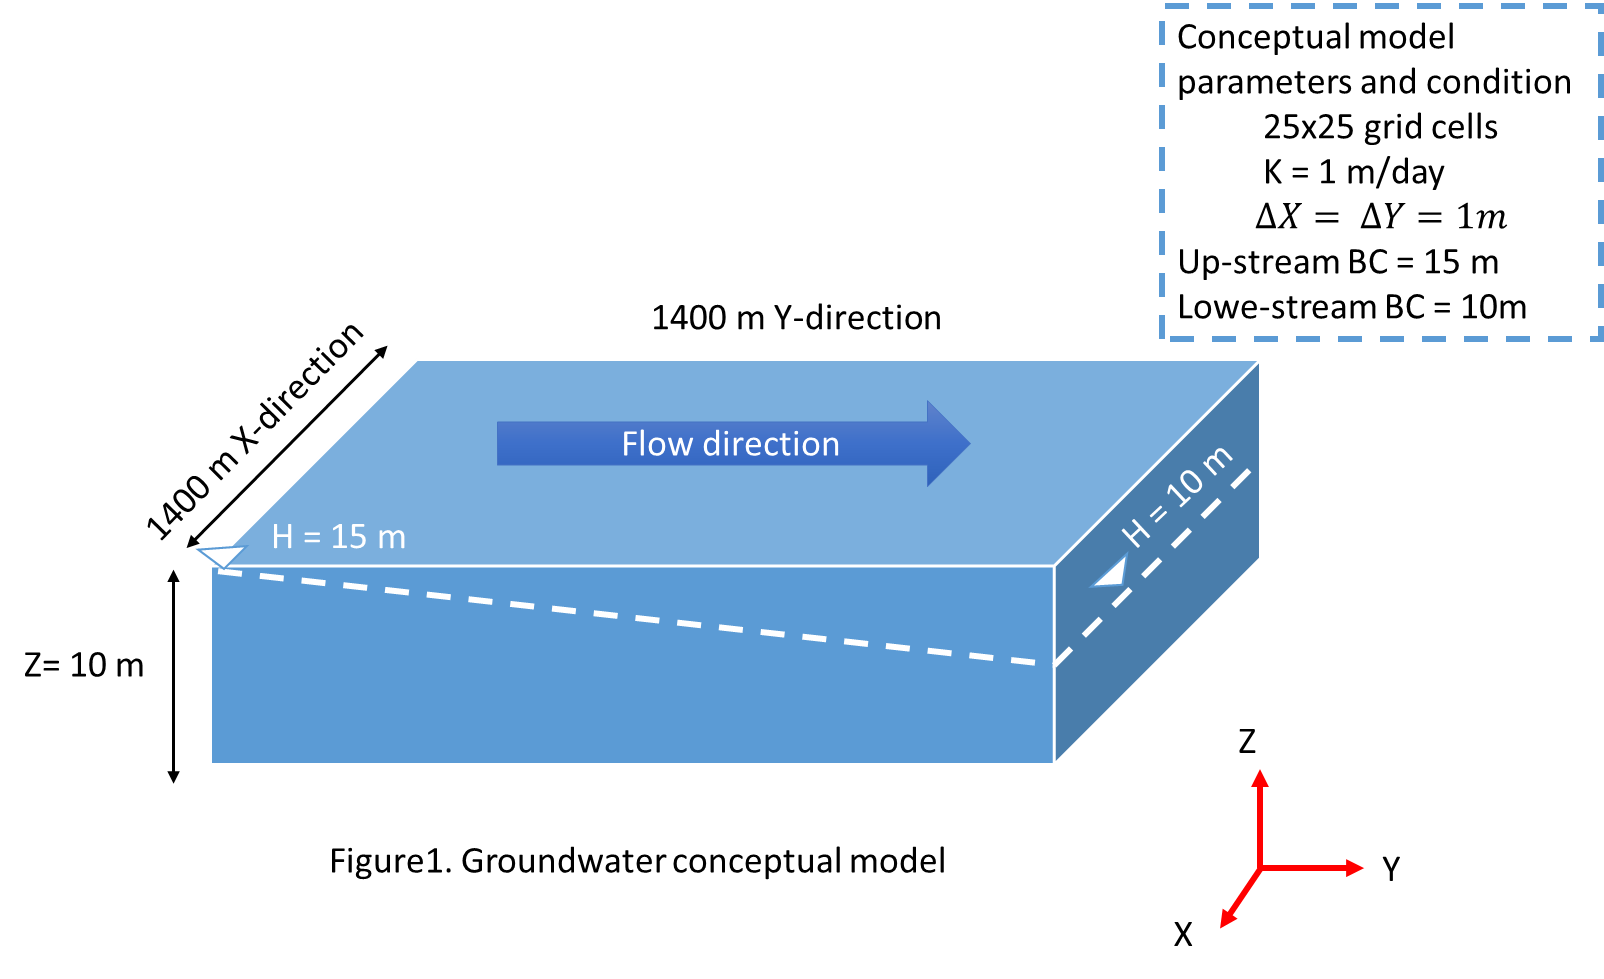 Conceptual model
parameters and condition
25x25 grid cells
K = 1 m/day
ΔX = ΔY = 1m
Up-stream BC = 15 m
Lowe-stream BC = 10m
1400 m Y-direction
1400 m X-direction
Flow direction
H = 15 m
H = 10 m
Z= 10 m
Z
Y
X
Figure1. Groundwater conceptual model